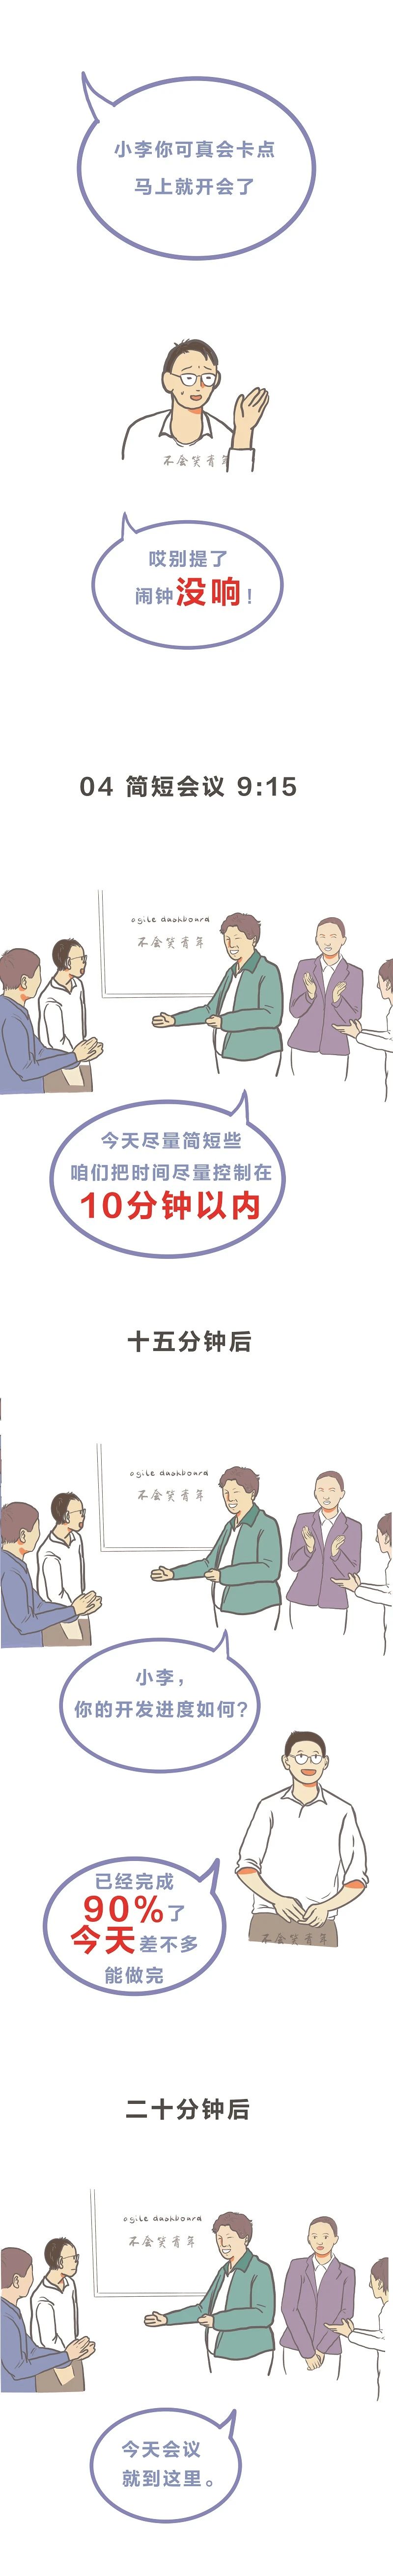 小李你可真会卡点
马上就开会了
不会笑青年
哎别提了
闹钟没响！
04 简短会议 9:15
agile dashboard
不会笑青年
今天尽量简短些
咱们把时间尽量控制在
10分钟以内
十五分钟后
agile dashboard
不会笑青年
小李，
你的开发进度如何?
已经完成
90%了
今天差不多
能做完
不会笑青年
二十分钟后
agile dashboard
不会笑青年
今天会议
就到这里。